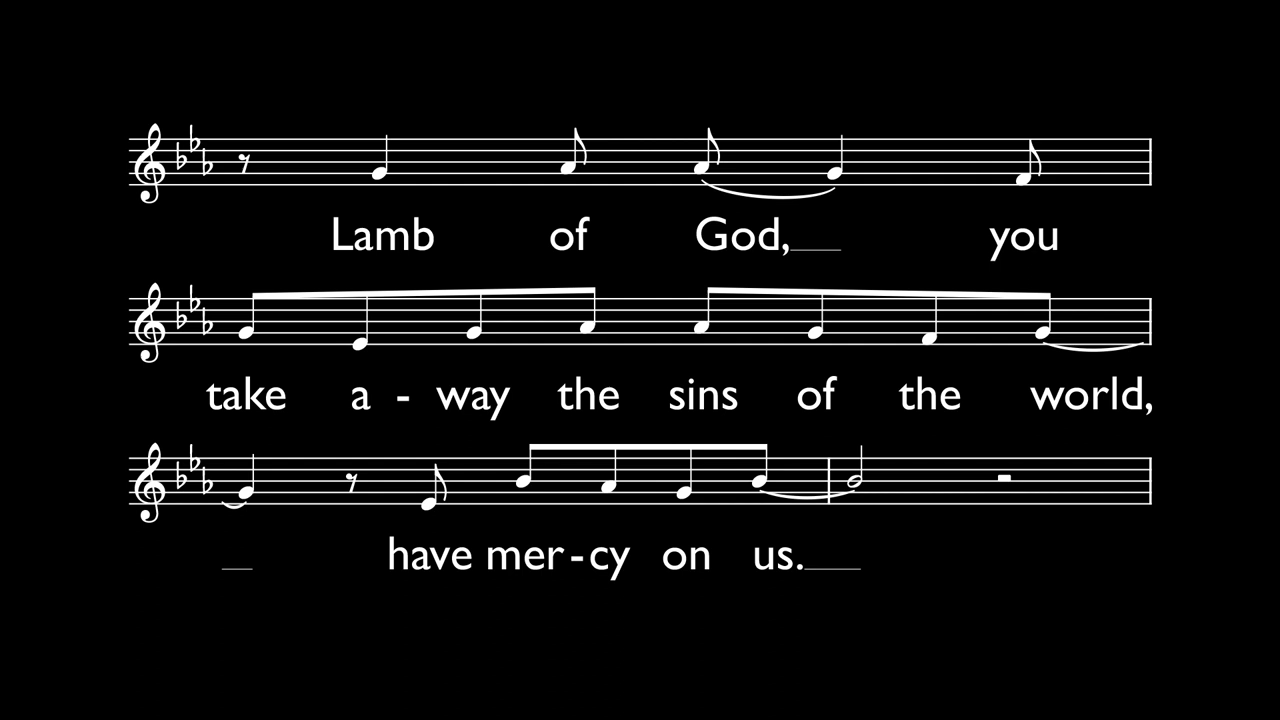 Lamb of God, you
take a - way the sins of the world,
have mer - cy on us.